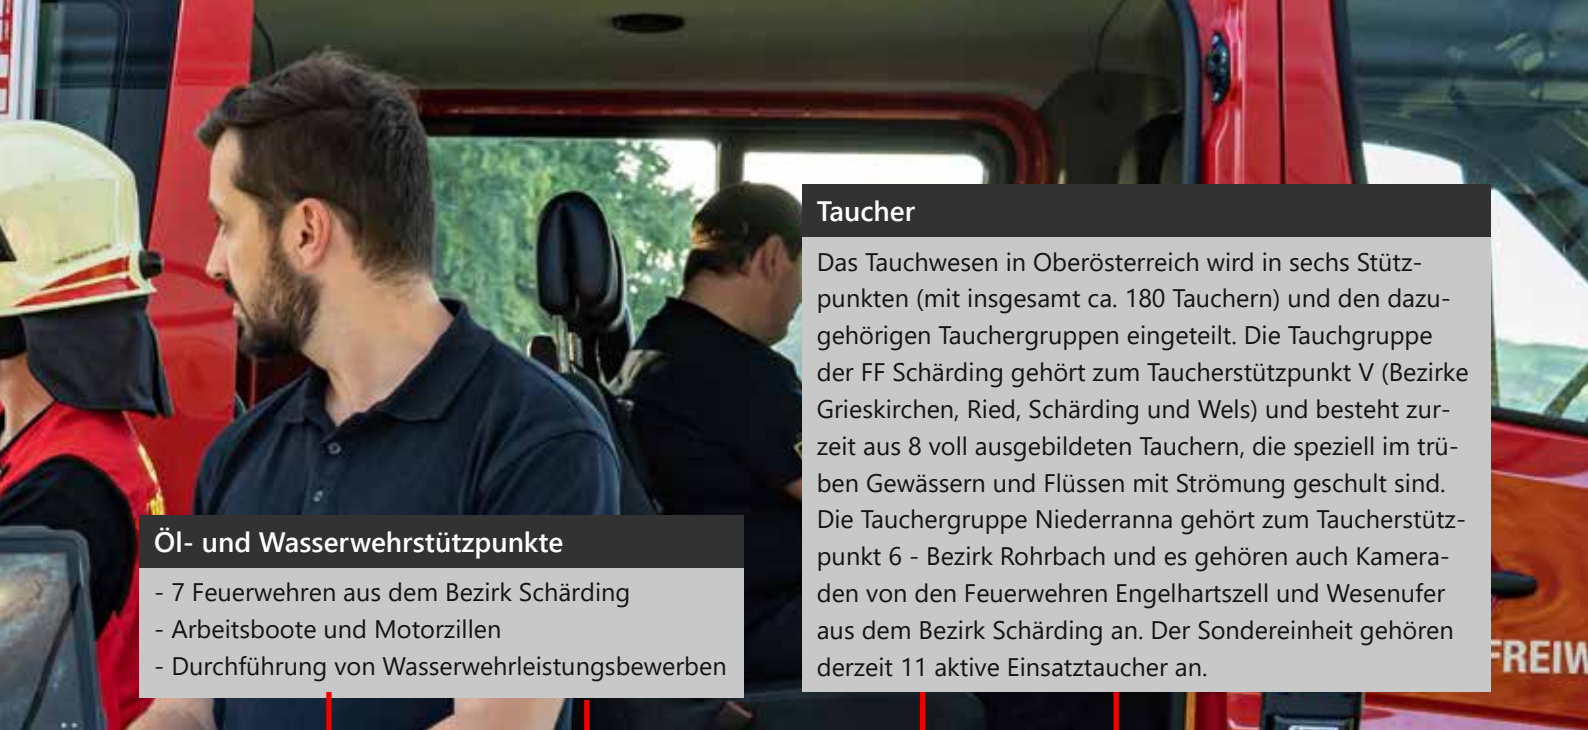 Taucher
Das Tauchwesen in Oberösterreich wird in sechs Stütz-
punkten (mit insgesamt ca. 180 Tauchern) und den dazu-
gehörigen Tauchergruppen eingeteilt. Die Tauchgruppe
der FF Schärding gehört zum Taucherstützpunkt V (Bezirke
Grieskirchen, Ried, Schärding und Wels) und besteht zur-
zeit aus 8 voll ausgebildeten Tauchern, die speziell im trü-
ben Gewässern und Flüssen mit Strömung geschult sind.
Die Tauchergruppe Niederranna gehört zum Taucherstütz-
punkt 6 - Bezirk Rohrbach und es gehören auch Kamera-
den von den Feuerwehren Engelhartszell und Wesenufer
aus dem Bezirk Schärding an. Der Sondereinheit gehören
derzeit 11 aktive Einsatztaucher an.
Öl- und Wasserwehrstützpunkte
- 7 Feuerwehren aus dem Bezirk Schärding
- Arbeitsboote und Motorzillen
- Durchführung von Wasserwehrleistungsbewerben
FREIW